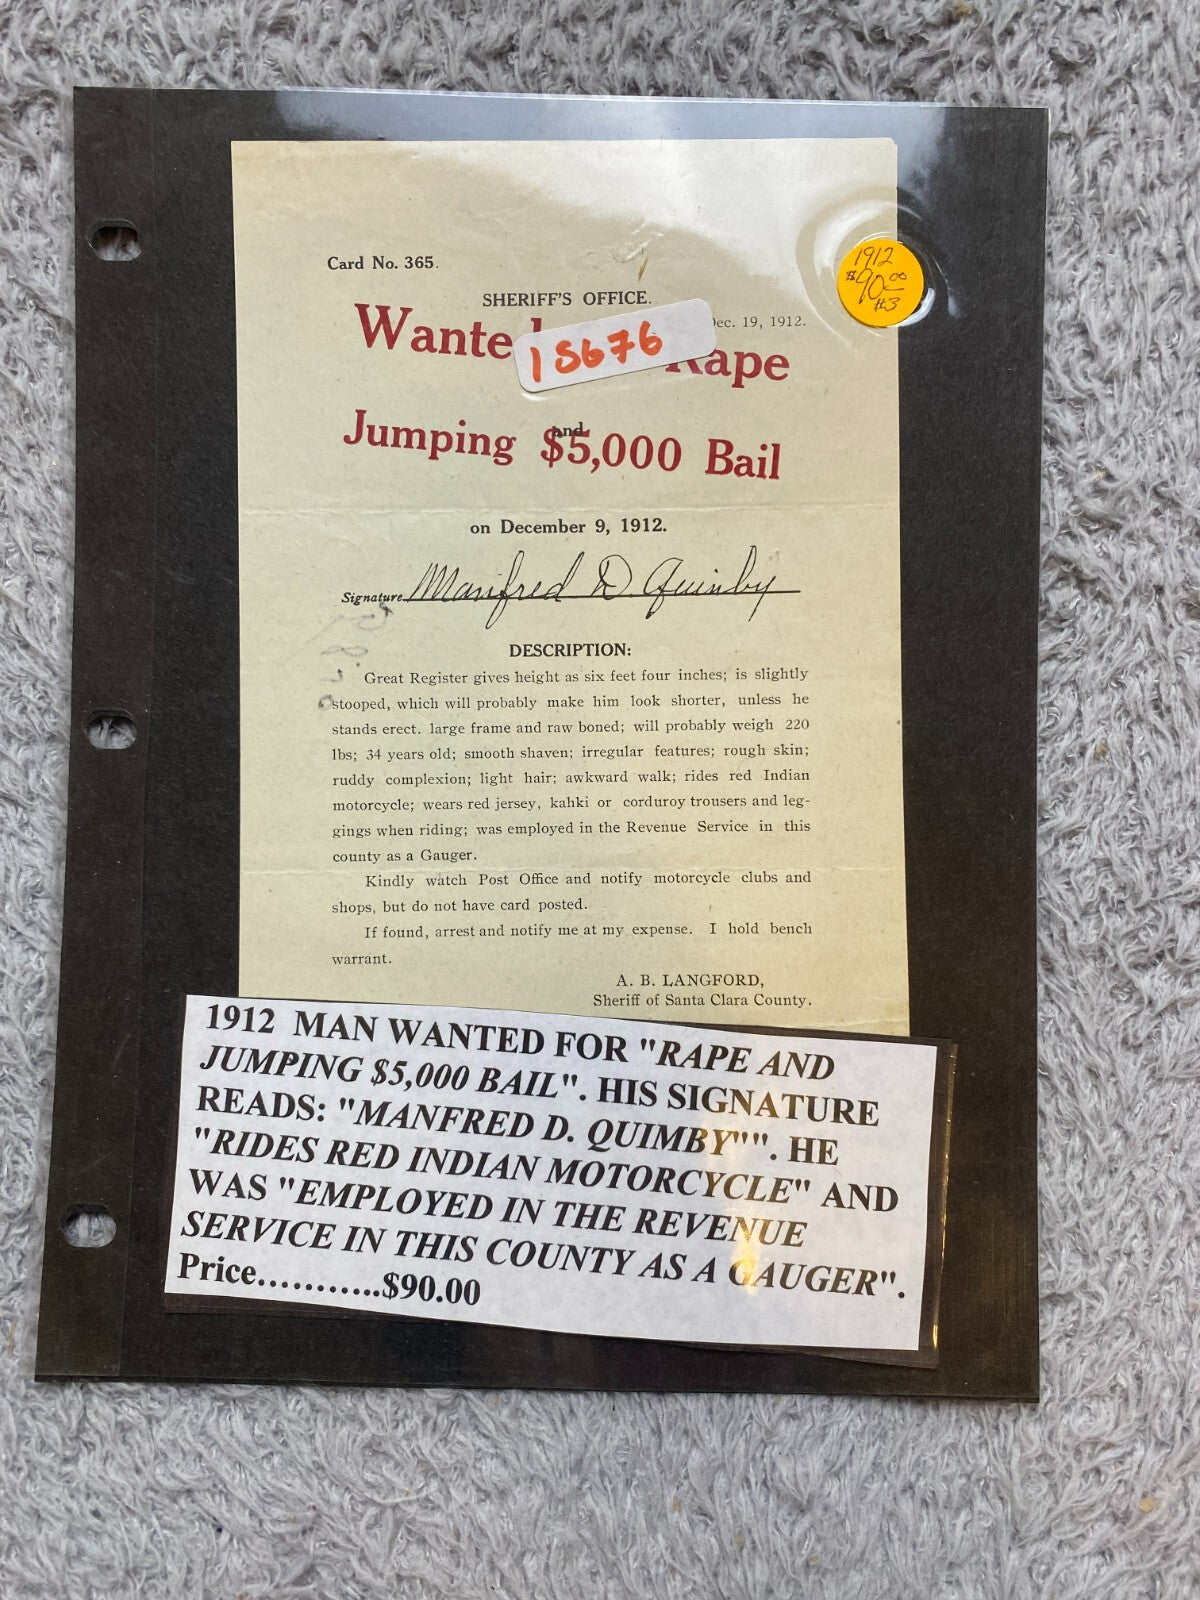 Card No. 365.
SHERIFF'S OFFICE.
Dec. 19, 1912.
1912
$90.00
#3
Wanted Rape
15676
and
Jumping $5,000 Bail
on December 9, 1912.
Signature Manfred D. Quinby
DESCRIPTION:
Great Register gives height as six feet four inches; is slightly
stooped, which will probably make him look shorter, unless he
stands erect. large frame and raw boned; will probably weigh 220
lbs; 34 years old; smooth shaven; irregular features; rough skin;
ruddy complexion; light hair; awkward walk; rides red Indian
motorcycle; wears red jersey, kahki or corduroy trousers and leg-
gings when riding; was employed in the Revenue Service in this
county as a Gauger.
Kindly watch Post Office and notify motorcycle clubs and
shops, but do not have card posted.
If found, arrest and notify me at my expense. I hold bench
warrant.
A. B. LANGFORD,
Sheriff of Santa Clara County.
1912 MAN WANTED FOR "RAPE AND
JUMPING $5,000 BAIL". HIS SIGNATURE
READS: "MANFRED D. QUIMBY"". HE
"RIDES RED INDIAN MOTORCYCLE" AND
WAS "EMPLOYED IN THE REVENUE
SERVICE IN THIS COUNTY AS A GAUGER".
Price...........$90.00